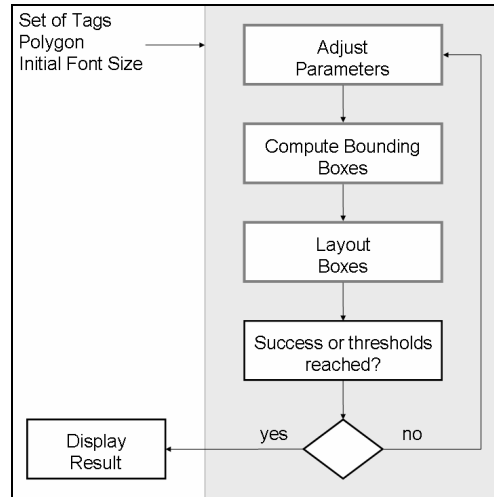 Set of Tags
Polygon
Initial Font Size
Adjust
Parameters
Compute Bounding
Boxes
Layout
Boxes
Success or thresholds
reached?
yes
no
Display
Result